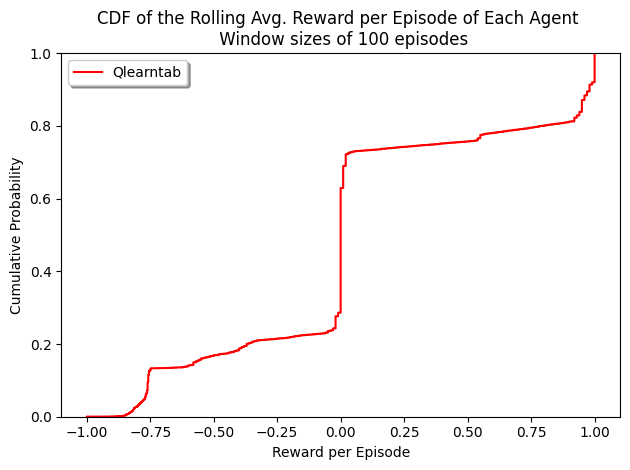 CDF of the Rolling Avg. Reward per Episode of Each Agent
Window sizes of 100 episodes
Qlearntab
1.0
0.8
0.6
0.4
0.2
0.0
Cumulative Probability
−1.00 −0.75 −0.50 −0.25 0.00 0.25 0.50 0.75 1.00
Reward per Episode